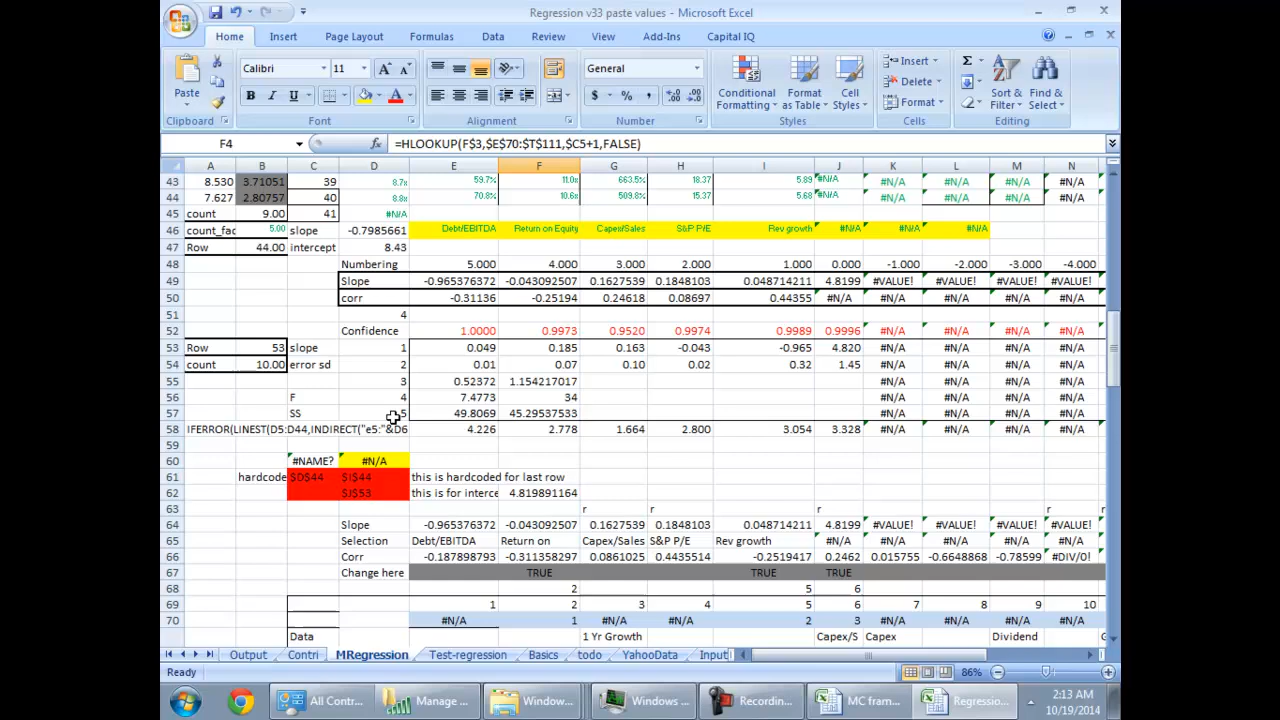 Regression v33 paste values - Microsoft Excel
Home Insert Page Layout Formulas Data Review View Add-Ins Capital IQ
Calibri 11 General Insert
Paste Conditional Formatting Format as Table Cell Styles Delete Sort & Filter Find & Select
B I U A $ % , Format
Clipboard Font Alignment Number Styles Cells Editing
F4 fx =HLOOKUP(F$3,$E$70:$T$111,$C5+1,FALSE)
A B C D E F G H I J K L M N
43 8.530 3.71051 39 8.7x 59.7% 11.0x 663.5% 18.37 5.89 #N/A #N/A #N/A #N/A #N/A
44 7.627 2.80757 40 8.8x 70.8% 10.6x 509.8% 15.37 5.68 #N/A #N/A #N/A #N/A #N/A
45 count 9.00 41 #N/A
46 count_fac 5.00 slope -0.7985661 Debt/EBITDA Return on Equity Capex/Sales S&P P/E Rev growth #N/A #N/A #N/A
47 Row 44.00 intercept 8.43
48 Numbering 5.000 4.000 3.000 2.000 1.000 0.000 -1.000 -2.000 -3.000 -4.000
49 Slope -0.965376372 -0.043092507 0.1627539 0.1848103 0.048714211 4.8199 #VALUE! #VALUE! #VALUE! #VALUE!
50 corr -0.31136 -0.25194 0.24618 0.08697 0.44355 #N/A #N/A #N/A #N/A #N/A
51 4
52 Confidence 1.0000 0.9973 0.9520 0.9974 0.9989 0.9996 #N/A #N/A #N/A #N/A
53 Row 53 slope 1 0.049 0.185 0.163 -0.043 -0.965 4.820 #N/A #N/A #N/A #N/A
54 count 10.00 error sd 2 0.01 0.07 0.10 0.02 0.32 1.45 #N/A #N/A #N/A #N/A
55 3 0.52372 1.154217017 #N/A #N/A #N/A #N/A
56 F 4 7.4773 34 #N/A #N/A #N/A #N/A
57 SS 5 49.8069 45.29537533 #N/A #N/A #N/A #N/A
58 IFERROR(LINEST(D5:D44,INDIRECT("e5:"&D6 4.226 2.778 1.664 2.800 3.054 3.328 #N/A #N/A #N/A #N/A
59
60 #NAME? #N/A
61 hardcode $D$44 $I$44 this is hardcoded for last row
62 $J$53 this is for interce 4.819891164
63 r r r
64 Slope -0.965376372 -0.043092507 0.1627539 0.1848103 0.048714211 4.8199 #VALUE! #VALUE! #VALUE! #VALUE!
65 Selection Debt/EBITDA Return on Capex/Sales S&P P/E Rev growth #N/A #N/A #N/A #N/A #N/A
66 Corr -0.187898793 -0.311358297 0.0861025 0.4435514 -0.2519417 0.2462 0.015755 -0.6648868 -0.78599 #DIV/0!
67 Change here TRUE TRUE TRUE
68 2 5 6
69 1 2 3 4 5 6 7 8 9 10
70 #N/A 1 #N/A #N/A 2 3 #N/A #N/A #N/A #N/A
Data 1 Yr Growth Capex/S Capex Dividend
Output Contri MRegression Test-regression Basics todo YahooData Input
Ready 86%
All Contr... Manage ... Window... Windows ... Recordin... MC fram... Regressio...
2:13 AM
10/19/2014